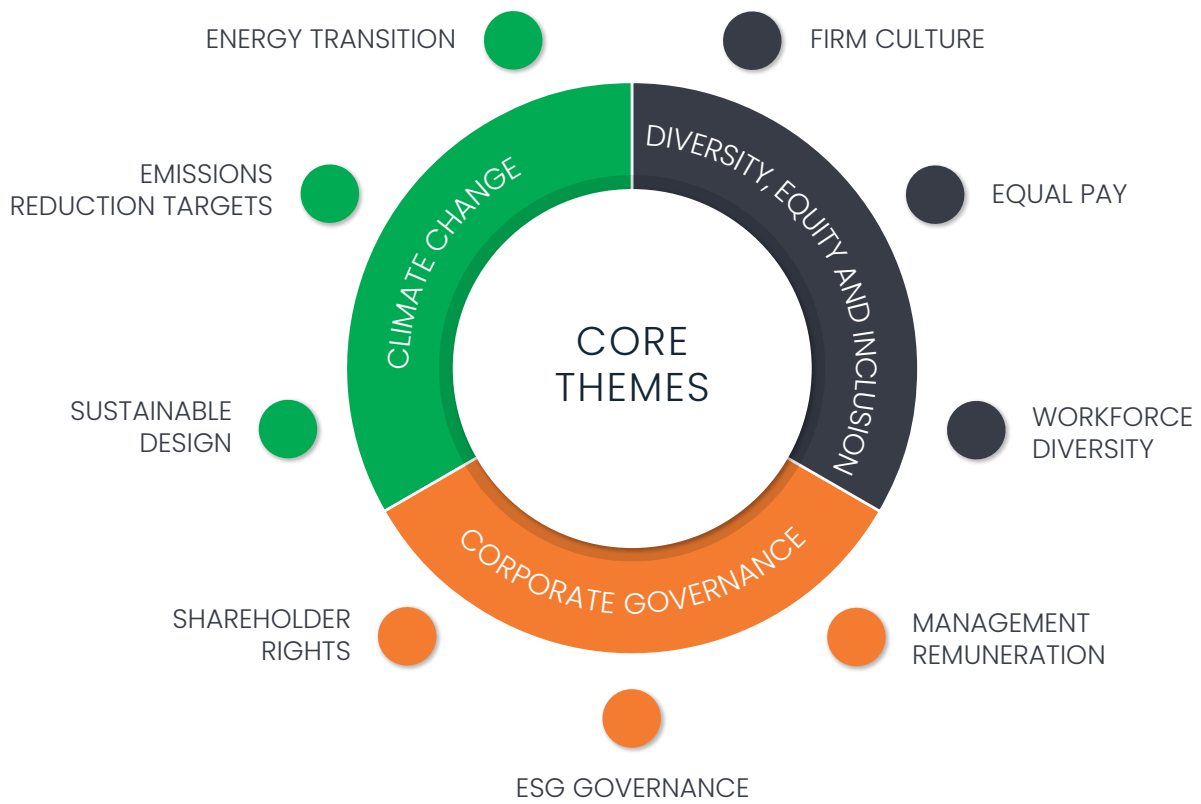 ENERGY TRANSITION
FIRM CULTURE
EMISSIONS
REDUCTION TARGETS
EQUAL PAY
CLIMATE CHANGE
DIVERSITY, EQUITY AND INCLUSION
CORE
THEMES
SUSTAINABLE
DESIGN
WORKFORCE
DIVERSITY
CORPORATE GOVERNANCE
SHAREHOLDER
RIGHTS
MANAGEMENT
REMUNERATION
ESG GOVERNANCE